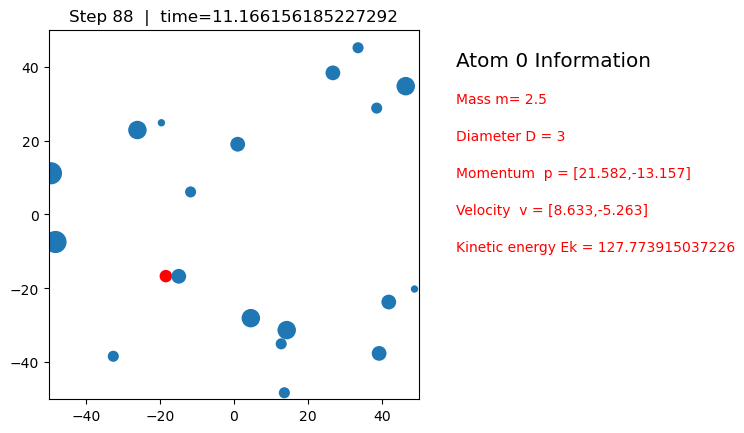 Step 88 | time=11.166156185227292
Atom 0 Information
Mass m= 2.5
Diameter D = 3
Momentum p = [21.582,-13.157]
Velocity v = [8.633,-5.263]
Kinetic energy Ek = 127.773915037226
40
20
0
−20
−40
−40 −20 0 20 40